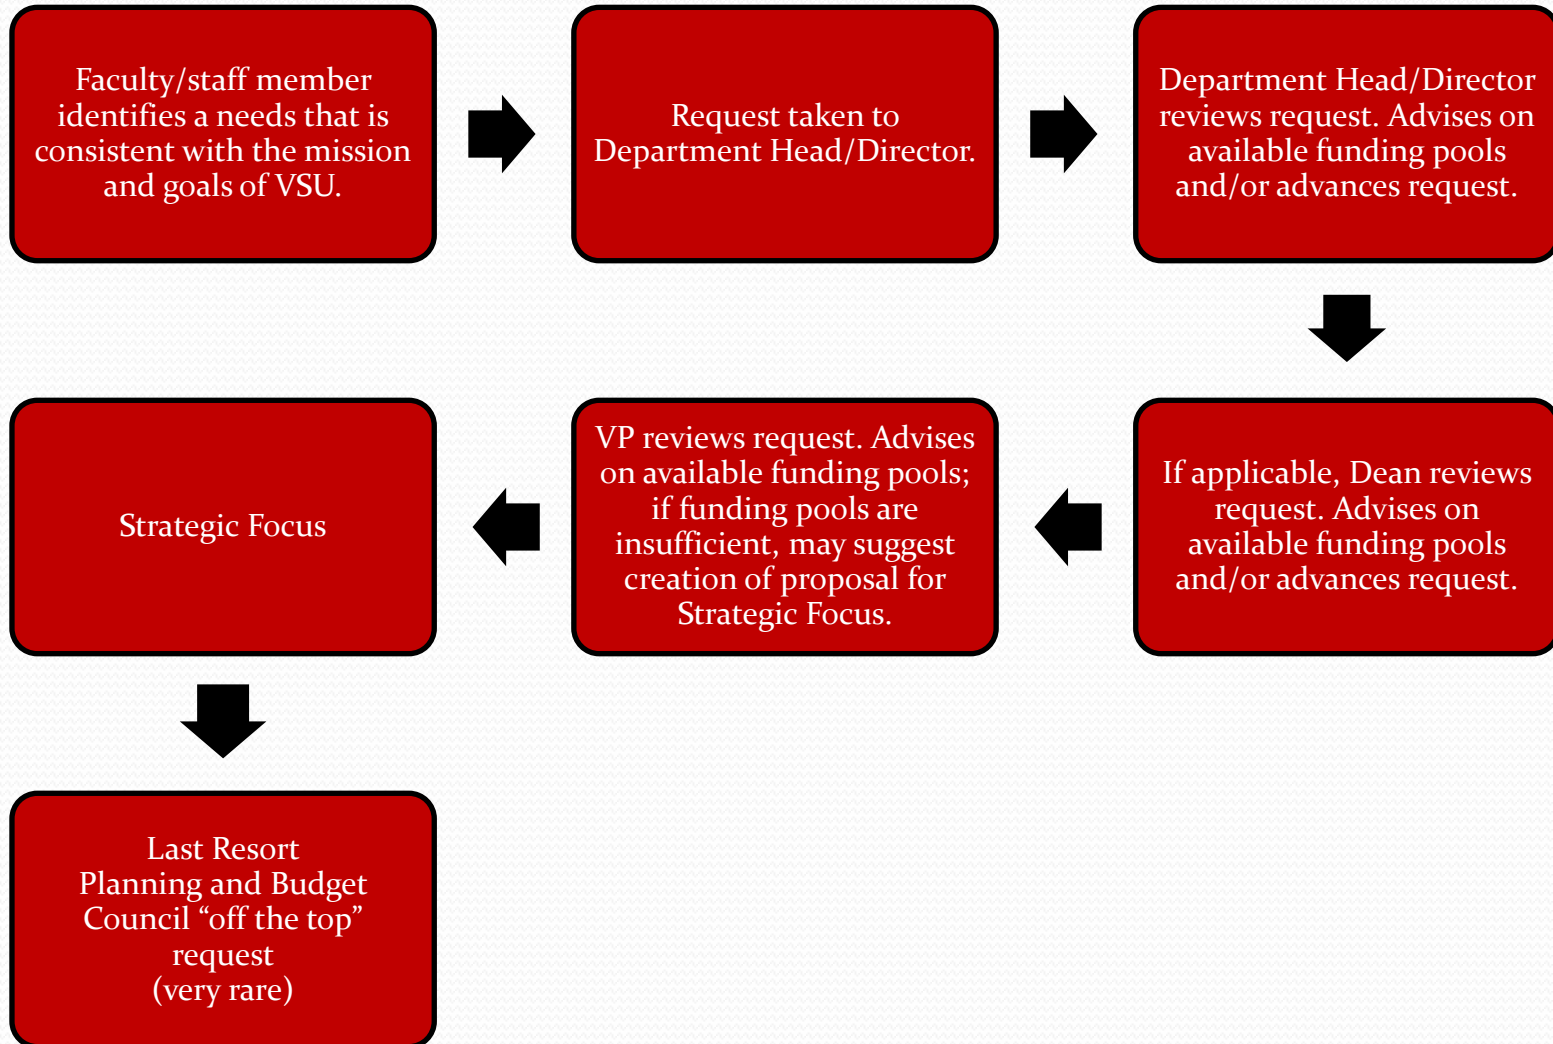 Faculty/staff member
identifies a needs that is
consistent with the mission
and goals of VSU.
Request taken to
Department Head/Director.
Department Head/Director
reviews request. Advises on
available funding pools
and/or advances request.
If applicable, Dean reviews
request. Advises on
available funding pools
and/or advances request.
VP reviews request. Advises
on available funding pools;
if funding pools are
insufficient, may suggest
creation of proposal for
Strategic Focus.
Strategic Focus
Last Resort
Planning and Budget
Council “off the top”
request
(very rare)